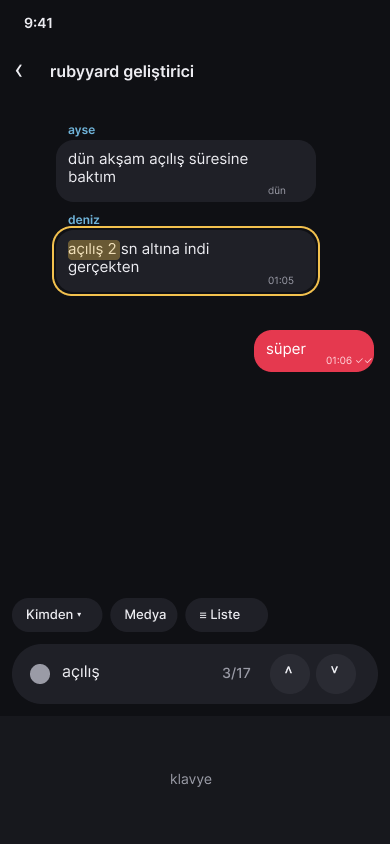 9:41
‹ rubyyard geliştirici
ayse
dün akşam açılış süresine
baktım
dün
deniz
açılış 2 sn altına indi
gerçekten
01:05
süper
01:06 ✓✓
Kimden ▾ Medya ≡ Liste
açılış 3/17 ˄ ˅
klavye